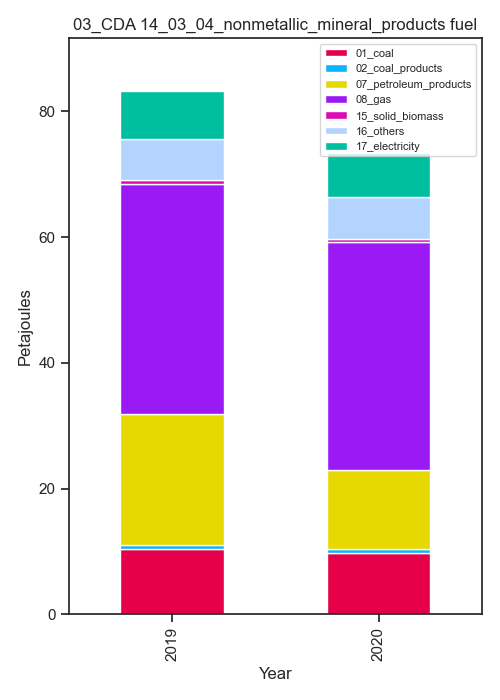 03_CDA 14_03_04_nonmetallic_mineral_products fuel
01_coal
02_coal_products
07_petroleum_products
08_gas
15_solid_biomass
16_others
17_electricity
80
60
40
20
0
Petajoules
2019
2020
Year